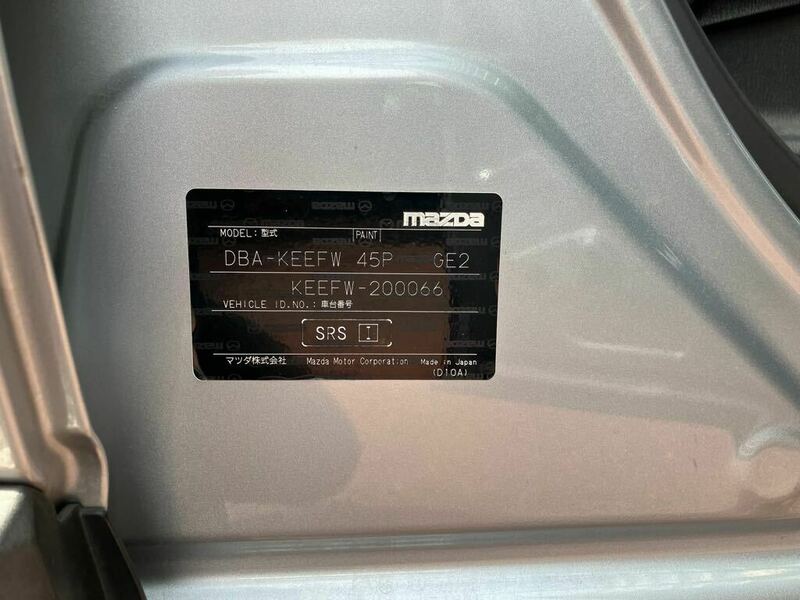 mazda
MODEL : 型式 PAINT
DBA-KEEFW 45P GE2
KEEFW-200066
VEHICLE ID.NO. : 車台番号
SRS I
マツダ株式会社 Mazda Motor Corporation Made in Japan
(D10A)